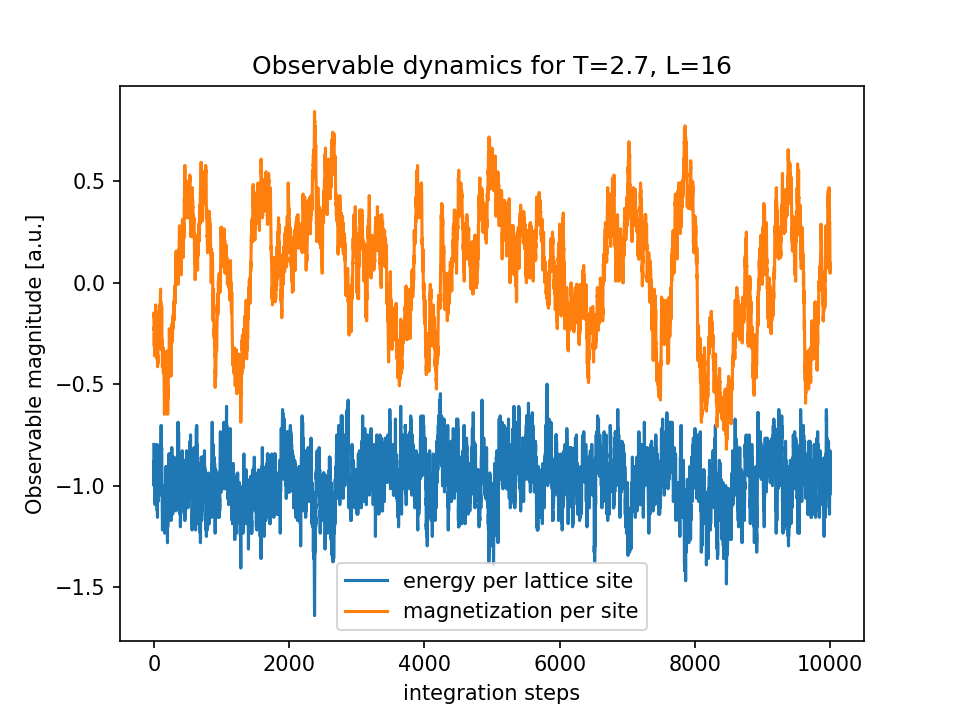 Observable dynamics for T=2.7, L=16
Observable magnitude [a.u.]
0.5
0.0
−0.5
−1.0
−1.5
energy per lattice site
magnetization per site
0 2000 4000 6000 8000 10000
integration steps